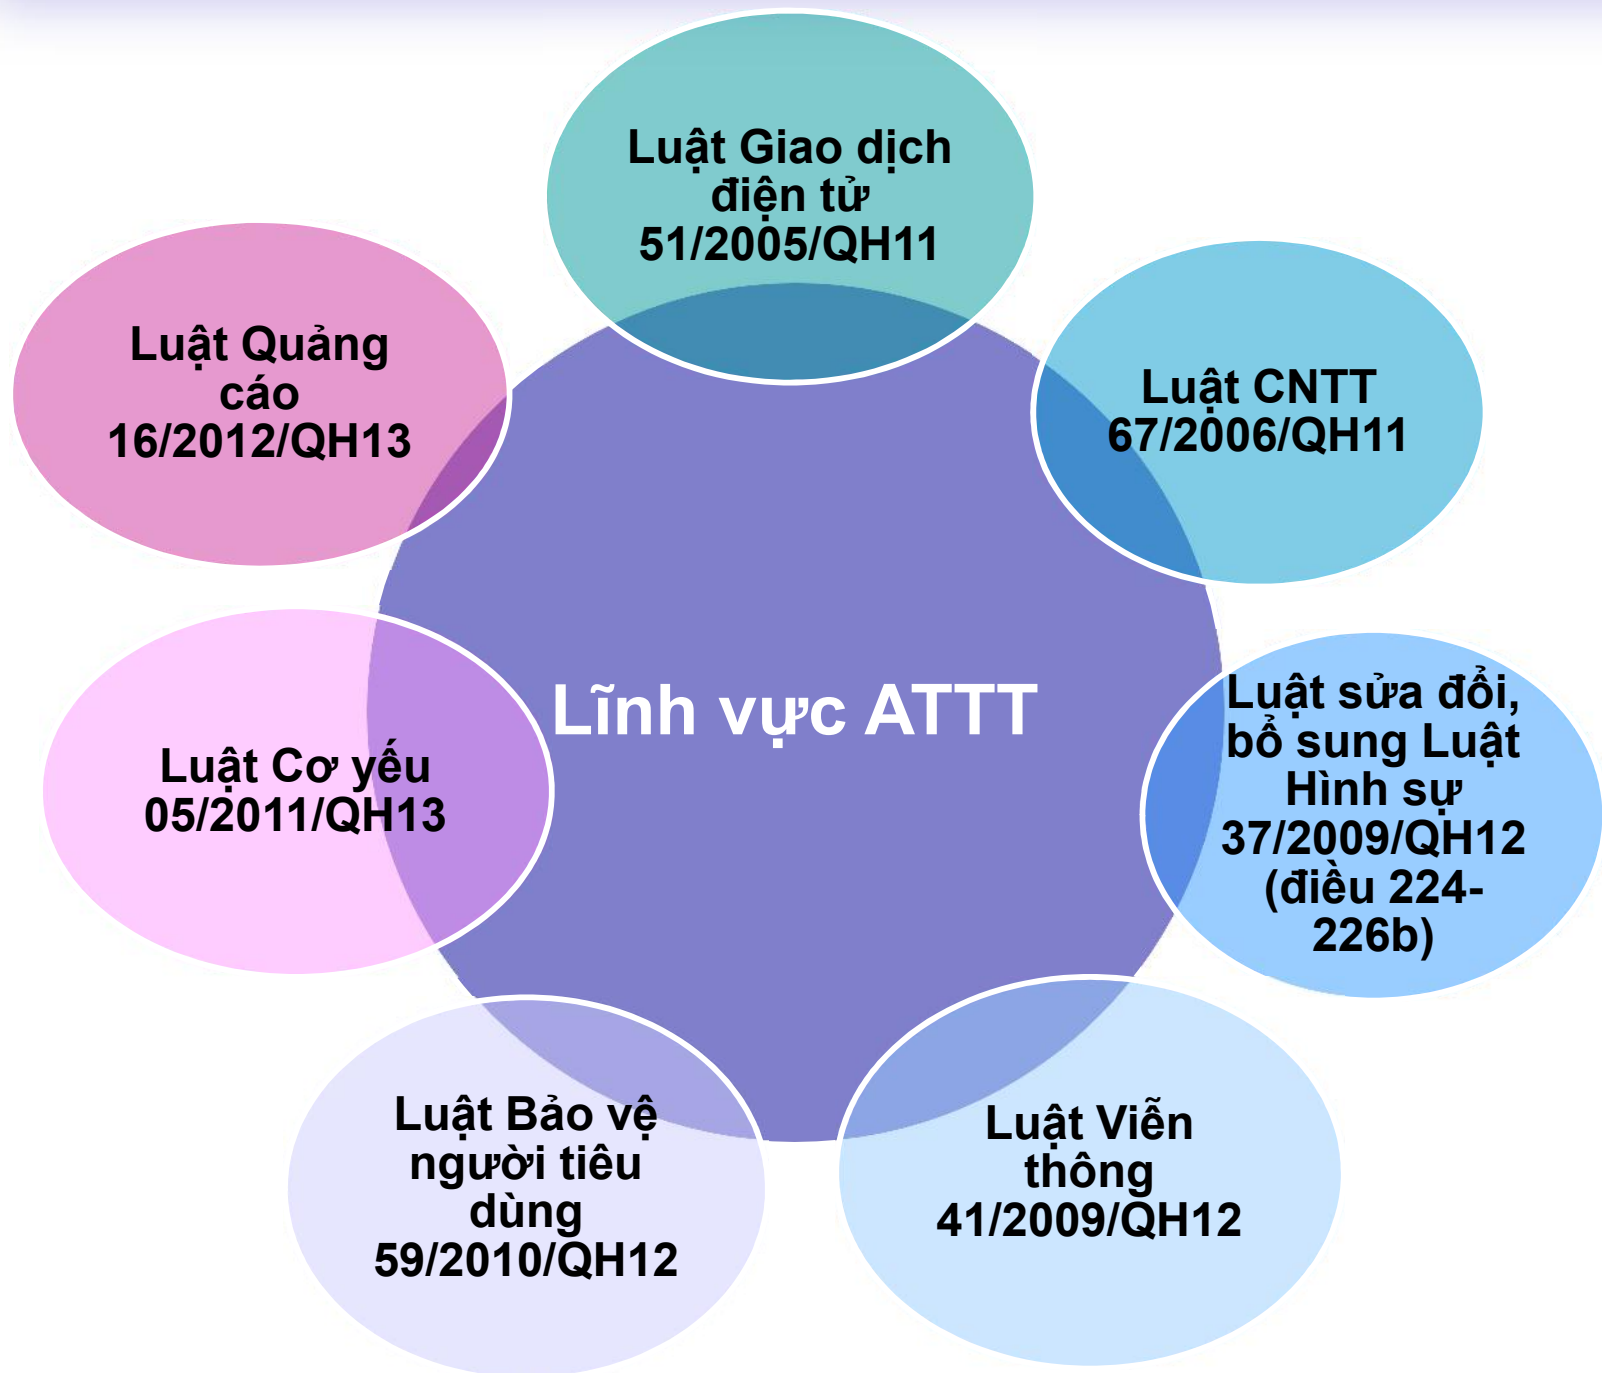 Luật Giao dịch
điện tử
51/2005/QH11
Luật Quảng
cáo
16/2012/QH13
Luật CNTT
67/2006/QH11
Lĩnh vực ATTT
Luật sửa đổi,
bổ sung Luật
Hình sự
37/2009/QH12
(điều 224-
226b)
Luật Cơ yếu
05/2011/QH13
Luật Bảo vệ
người tiêu
dùng
59/2010/QH12
Luật Viễn
thông
41/2009/QH12